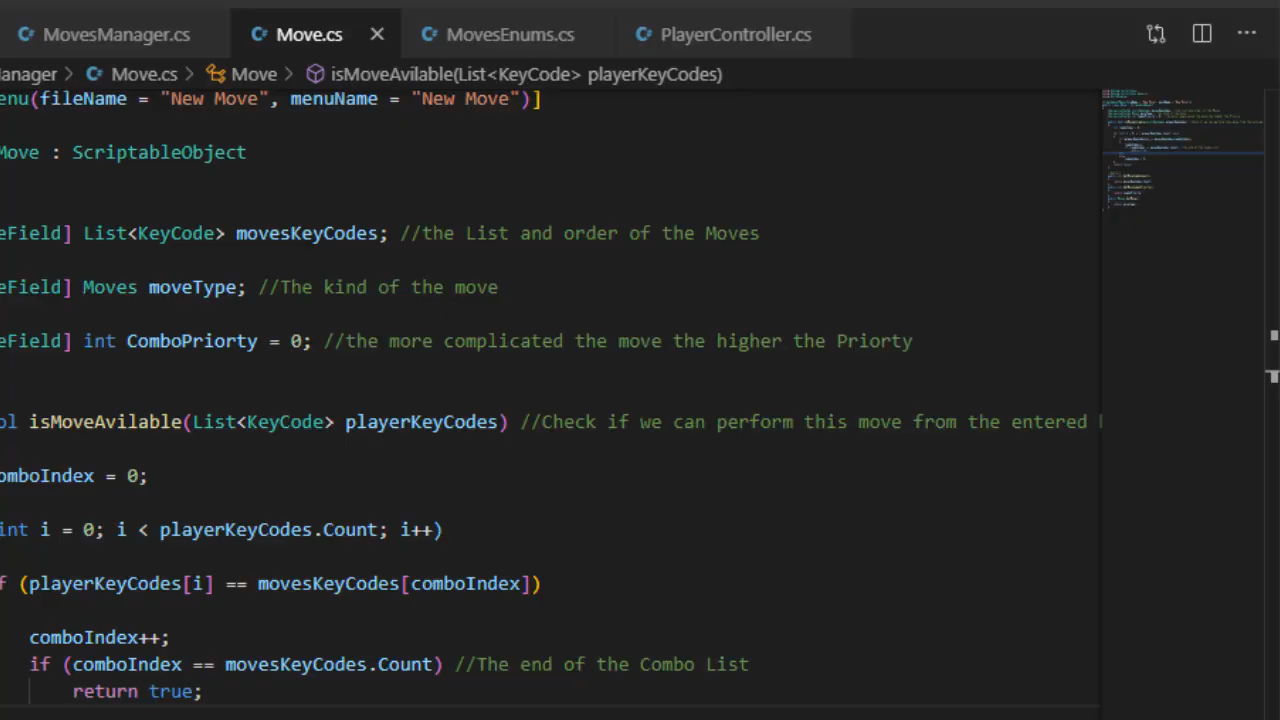 MovesManager.cs Move.cs MovesEnums.cs PlayerController.cs
anager > Move.cs > Move > isMoveAvilable(List<KeyCode> playerKeyCodes)
enu(fileName = "New Move", menuName = "New Move")]
Move : ScriptableObject
eField] List<KeyCode> movesKeyCodes; //the List and order of the Moves
eField] Moves moveType; //The kind of the move
eField] int ComboPriorty = 0; //the more complicated the move the higher the Priorty
ol isMoveAvilable(List<KeyCode> playerKeyCodes) //Check if we can perform this move from the entered
omboIndex = 0;
int i = 0; i < playerKeyCodes.Count; i++)
f (playerKeyCodes[i] == movesKeyCodes[comboIndex])
comboIndex++;
if (comboIndex == movesKeyCodes.Count) //The end of the Combo List
return true;